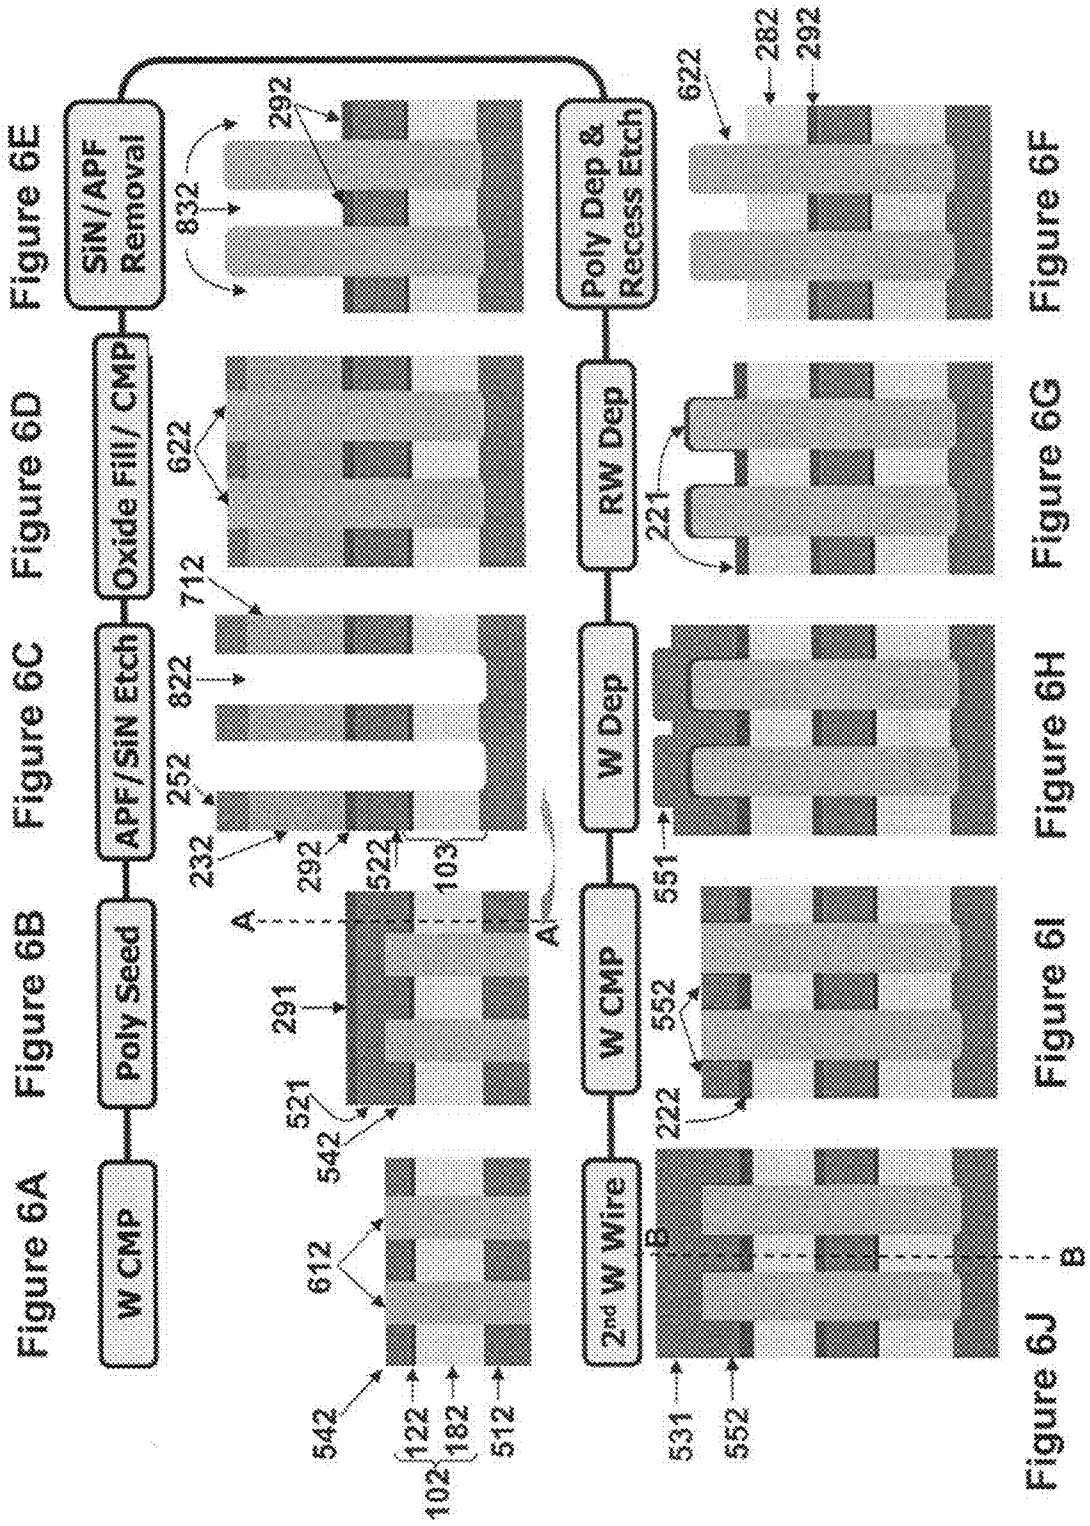 Figure 6A
Figure 6B
Figure 6C
Figure 6D
Figure 6E
W CMP
Poly Seed
APF/SiN Etch
Oxide Fill/ CMP
SiN/APF
Removal
542
122
182
102
512
612
521
542
291
A
A
252
822
712
232
292
522
103
622
832
292
2nd W Wire
W CMP
W Dep
RW Dep
Poly Dep &
Recess Etch
531
552
B
B
222
552
551
221
622
282
292
Figure 6J
Figure 6I
Figure 6H
Figure 6G
Figure 6F